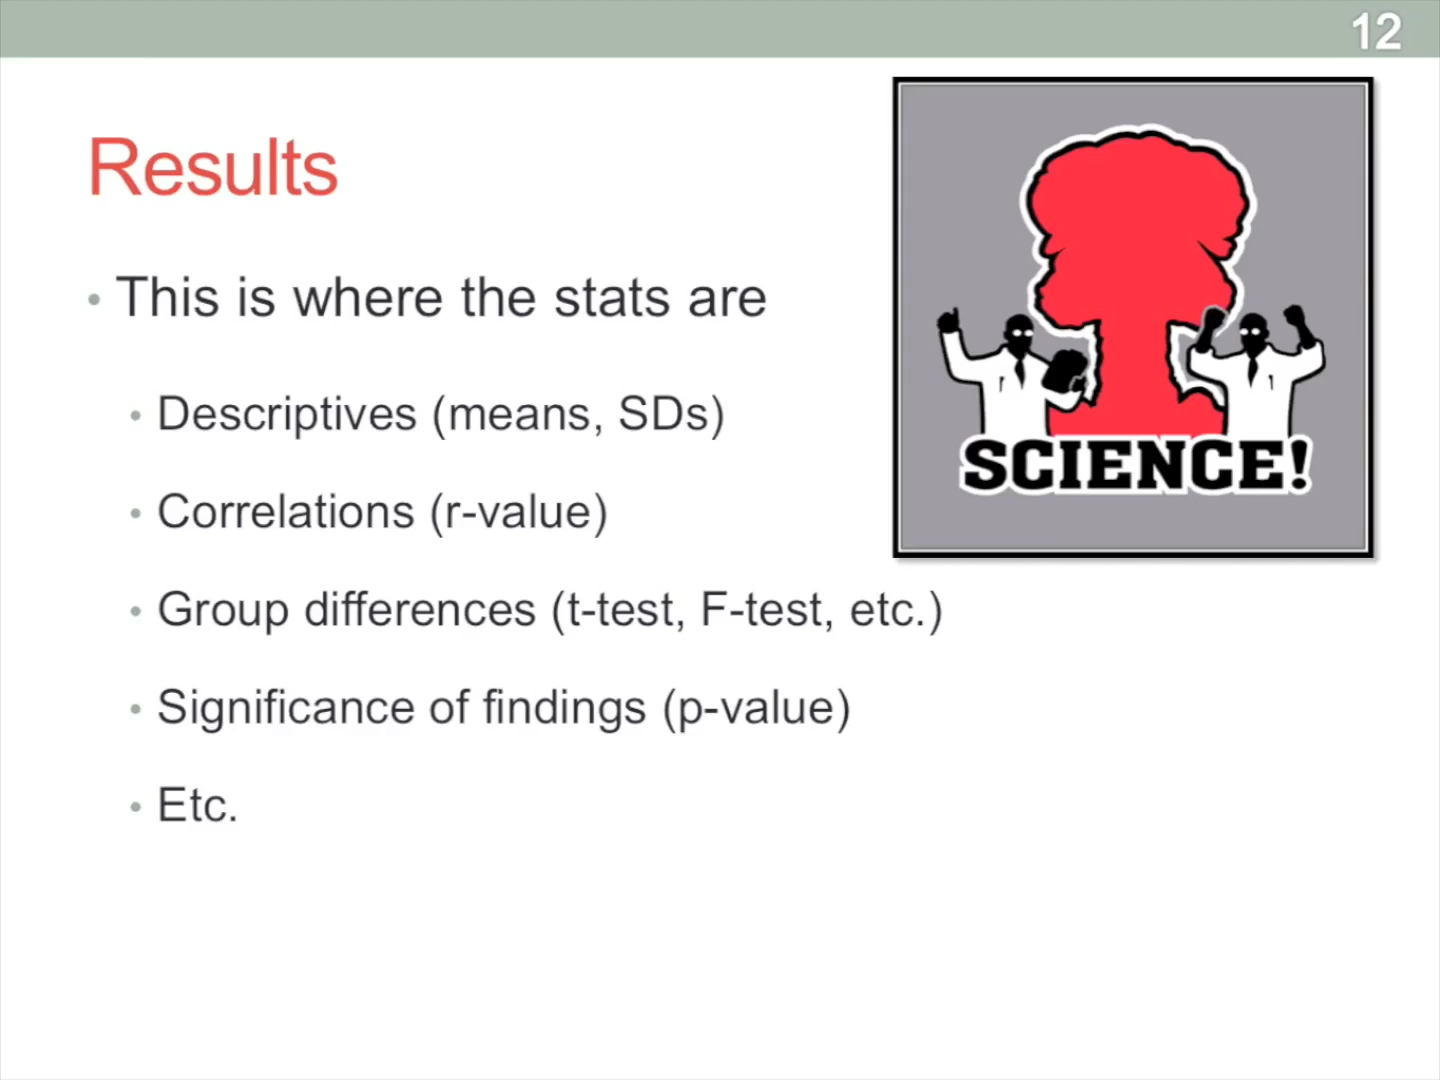 12
Results
• This is where the stats are
• Descriptives (means, SDs)
• Correlations (r-value)
• Group differences (t-test, F-test, etc.)
• Significance of findings (p-value)
• Etc.
SCIENCE!